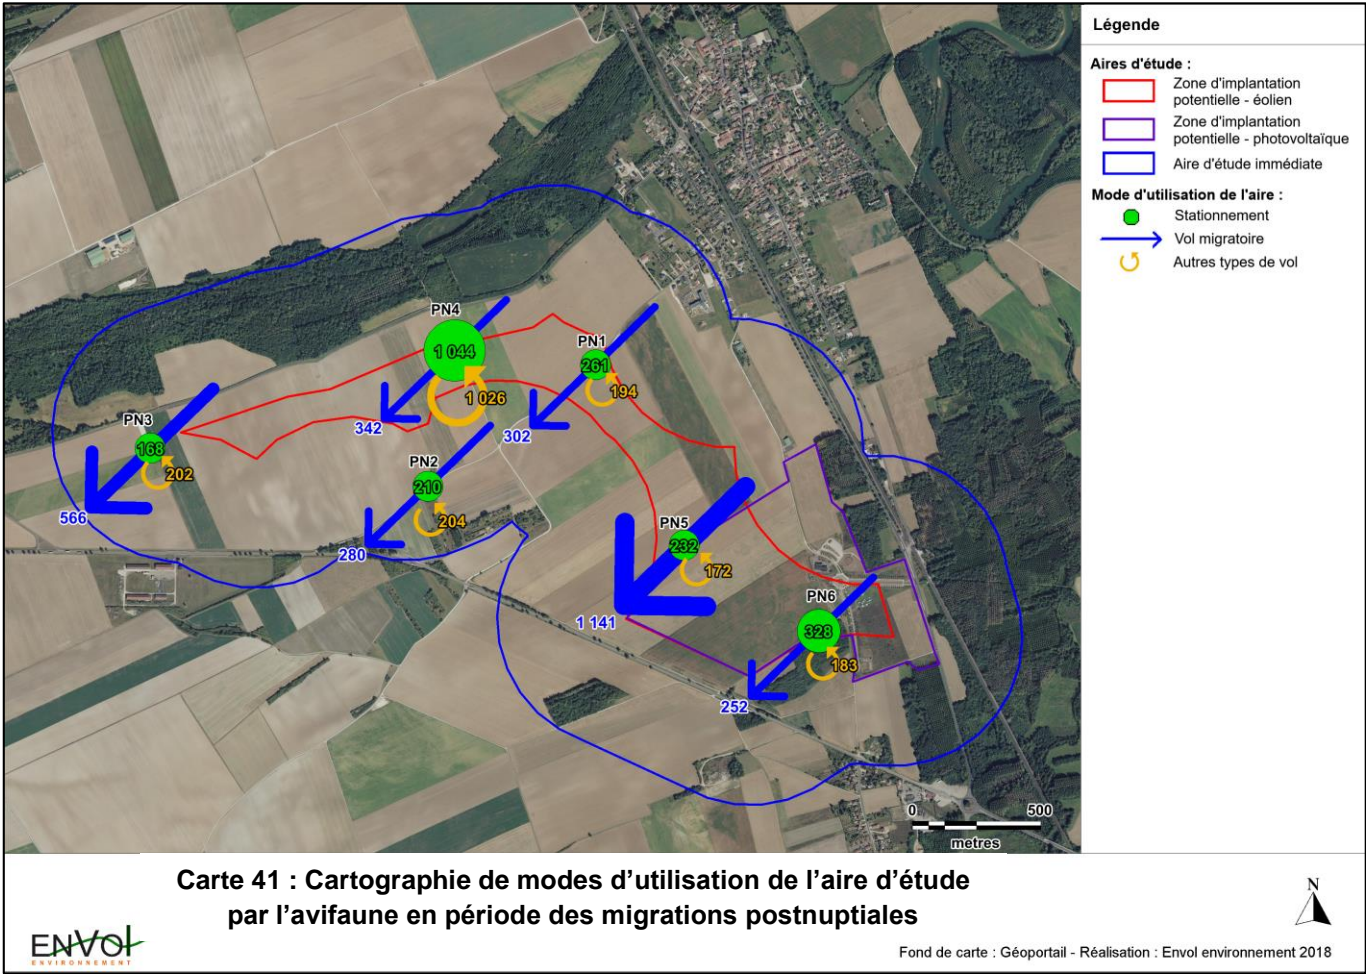 Légende
Aires d'étude :
Zone d'implantation
potentielle - éolien
Zone d'implantation
potentielle - photovoltaïque
Aire d'étude immédiate
Mode d'utilisation de l'aire :
Stationnement
Vol migratoire
Autres types de vol
PN4
1 044
1 026
342
PN1
261
194
302
PN3
168
202
566
PN2
210
204
280
PN5
232
172
1 141
PN6
328
183
252
0 500
metres
Carte 41 : Cartographie de modes d’utilisation de l’aire d’étude
par l’avifaune en période des migrations postnuptiales
N
ENVOl
ENVIRONNEMENT
Fond de carte : Géoportail - Réalisation : Envol environnement 2018